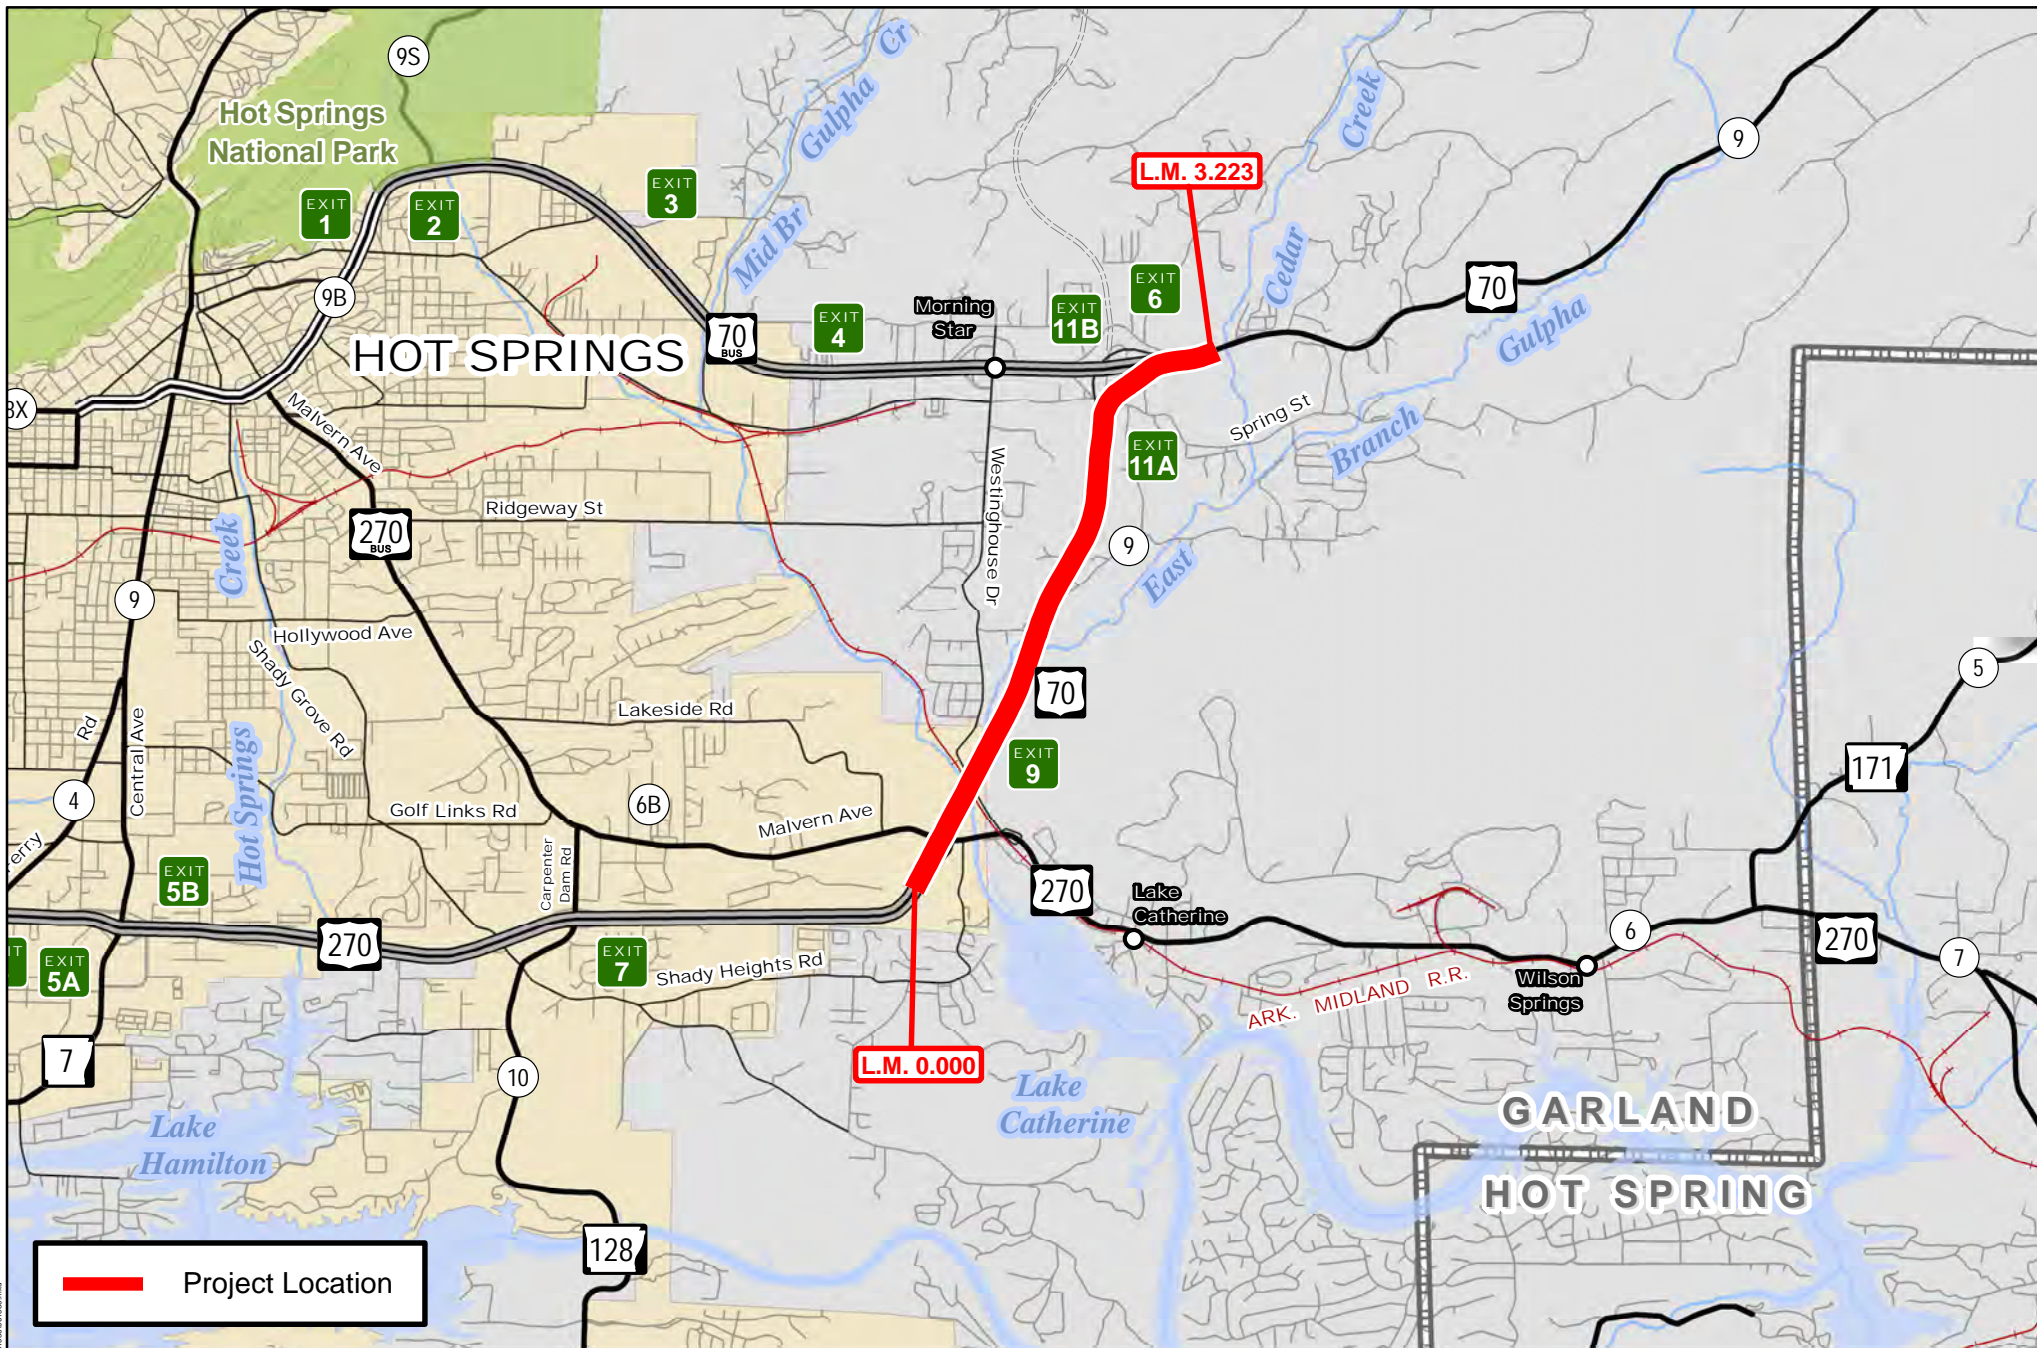 9S
Hot Springs
National Park
Gulpha Cr
Mid Br
Cedar
Creek
L.M. 3.223
9
EXIT
1
EXIT
2
EXIT
3
9B
EXIT
4
Morning
Star
EXIT
11B
EXIT
6
70
HOT SPRINGS
70
BUS
Gulpha
Branch
East
Malvern Ave
Spring St
EXIT
11A
Westinghouse Dr
Ridgeway St
270
BUS
9
Creek
Hot Springs
9
Hollywood Ave
Shady Grove Rd
Lakeside Rd
70
5
Rd
Central Ave
EXIT
9
171
4
Golf Links Rd
6B
Malvern Ave
Carpenter
Dam Rd
EXIT
5B
270
Lake
Catherine
270
6
270
7
EXIT
5A
EXIT
7
Shady Heights Rd
Wilson
Springs
ARK. MIDLAND R.R.
7
10
L.M. 0.000
Lake
Catherine
GARLAND
HOT SPRING
Lake
Hamilton
128
Project Location